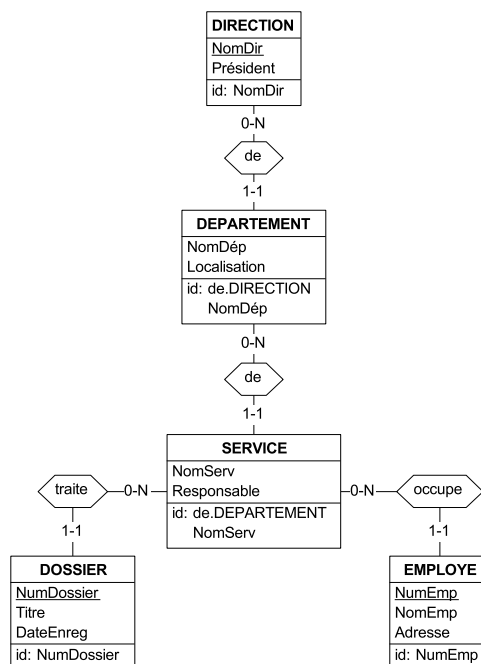 DIRECTION
NomDir
Président
id: NomDir
0-N
de
1-1
DEPARTEMENT
NomDép
Localisation
id: de.DIRECTION
NomDép
0-N
de
1-1
SERVICE
NomServ
Responsable
id: de.DEPARTEMENT
NomServ
traite
0-N
0-N
occupe
1-1
1-1
DOSSIER
NumDossier
Titre
DateEnreg
id: NumDossier
EMPLOYE
NumEmp
NomEmp
Adresse
id: NumEmp